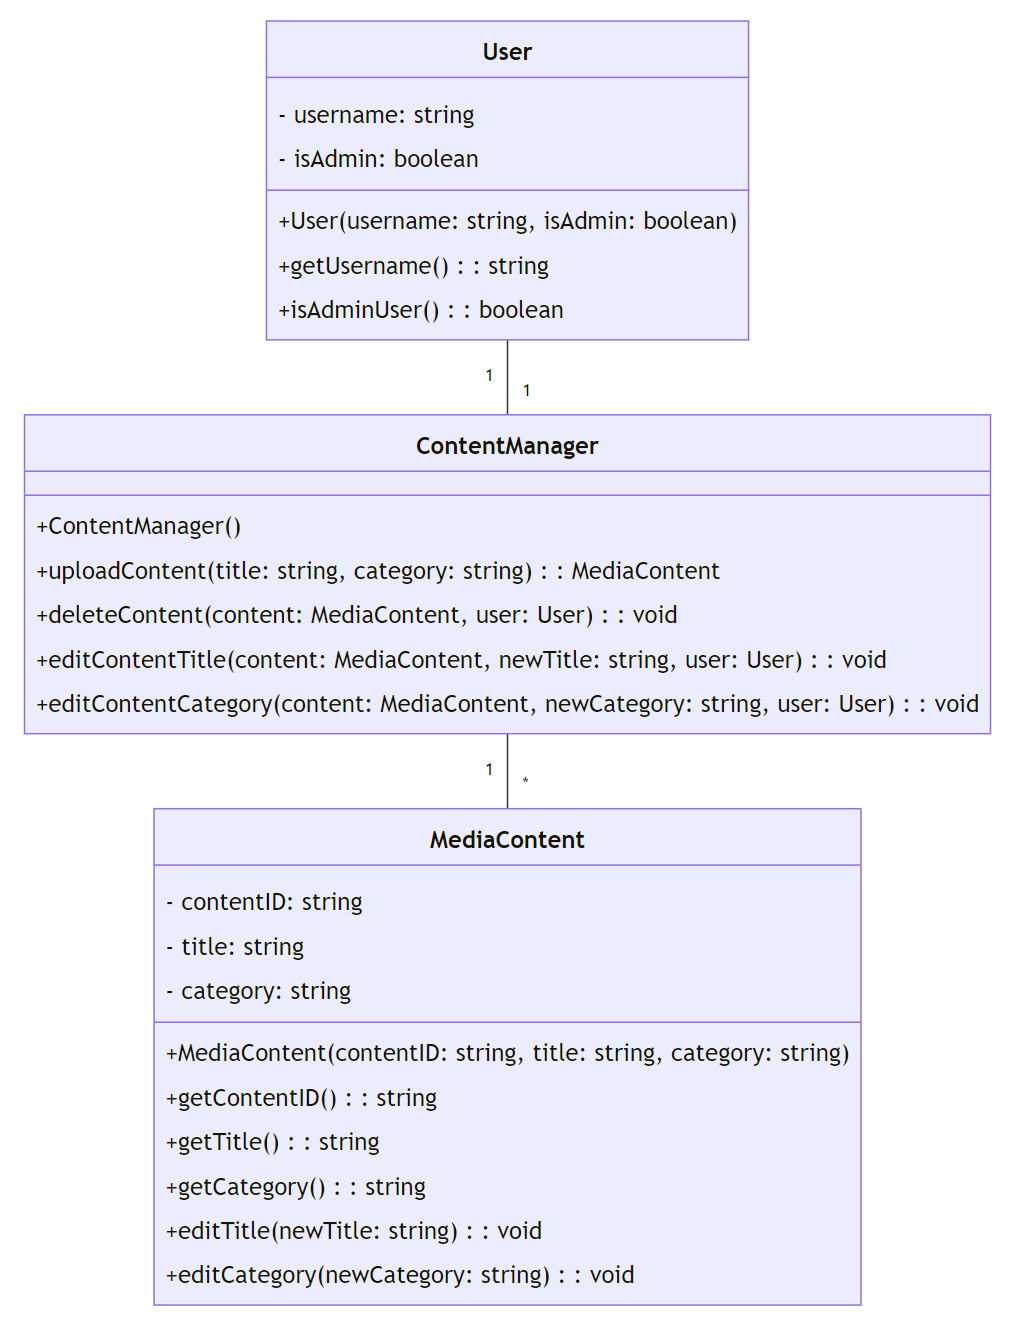 User
- username: string
- isAdmin: boolean
+User(username: string, isAdmin: boolean)
+getUsername() : : string
+isAdminUser() : : boolean
1
1
ContentManager
+ContentManager()
+uploadContent(title: string, category: string) : : MediaContent
+deleteContent(content: MediaContent, user: User) : : void
+editContentTitle(content: MediaContent, newTitle: string, user: User) : : void
+editContentCategory(content: MediaContent, newCategory: string, user: User) : : void
1
*
MediaContent
- contentID: string
- title: string
- category: string
+MediaContent(contentID: string, title: string, category: string)
+getContentID() : : string
+getTitle() : : string
+getCategory() : : string
+editTitle(newTitle: string) : : void
+editCategory(newCategory: string) : : void